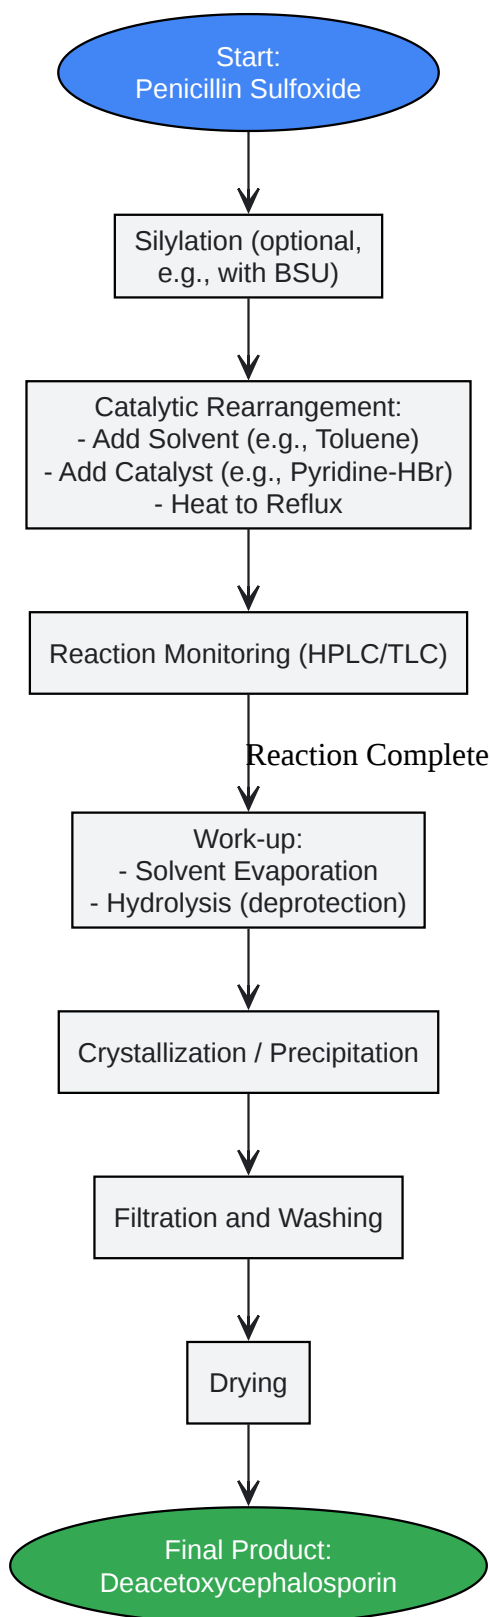 Start:
Penicillin Sulfoxide
Silylation (optional,
e.g., with BSU)
Catalytic Rearrangement:
- Add Solvent (e.g., Toluene)
- Add Catalyst (e.g., Pyridine-HBr)
- Heat to Reflux
Reaction Monitoring (HPLC/TLC)
Reaction Complete
Work-up:
- Solvent Evaporation
- Hydrolysis (deprotection)
Crystallization / Precipitation
Filtration and Washing
Drying
Final Product:
Deacetoxycephalosporin